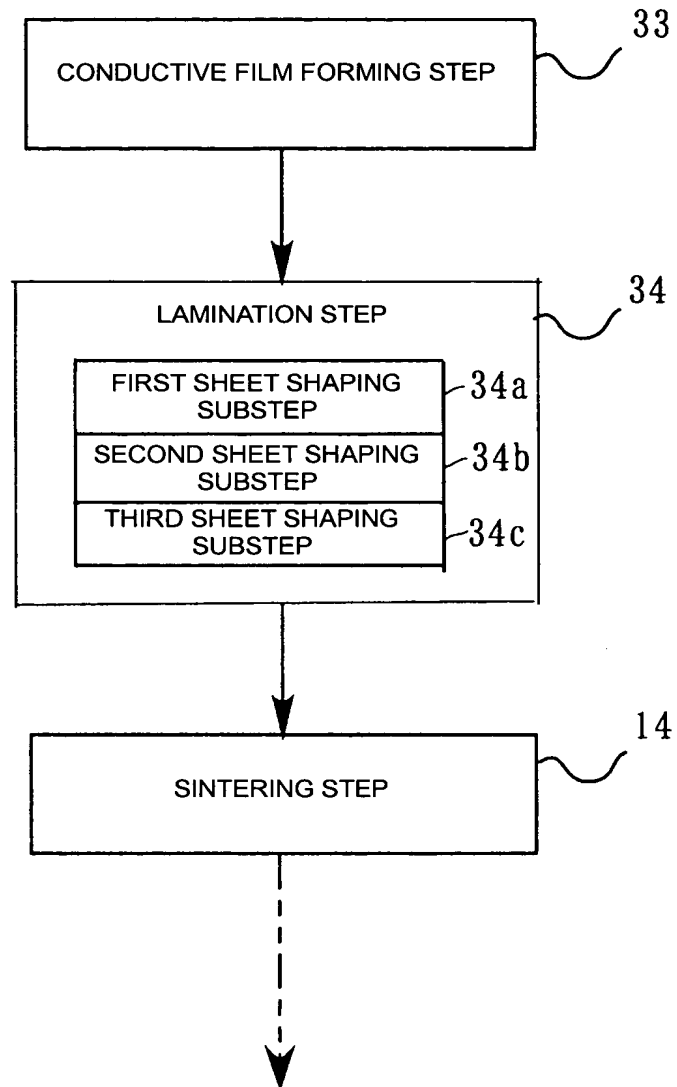 33
CONDUCTIVE FILM FORMING STEP
34
LAMINATION STEP
FIRST SHEET SHAPING
SUBSTEP
34a
SECOND SHEET SHAPING
SUBSTEP
34b
THIRD SHEET SHAPING
SUBSTEP
34c
14
SINTERING STEP